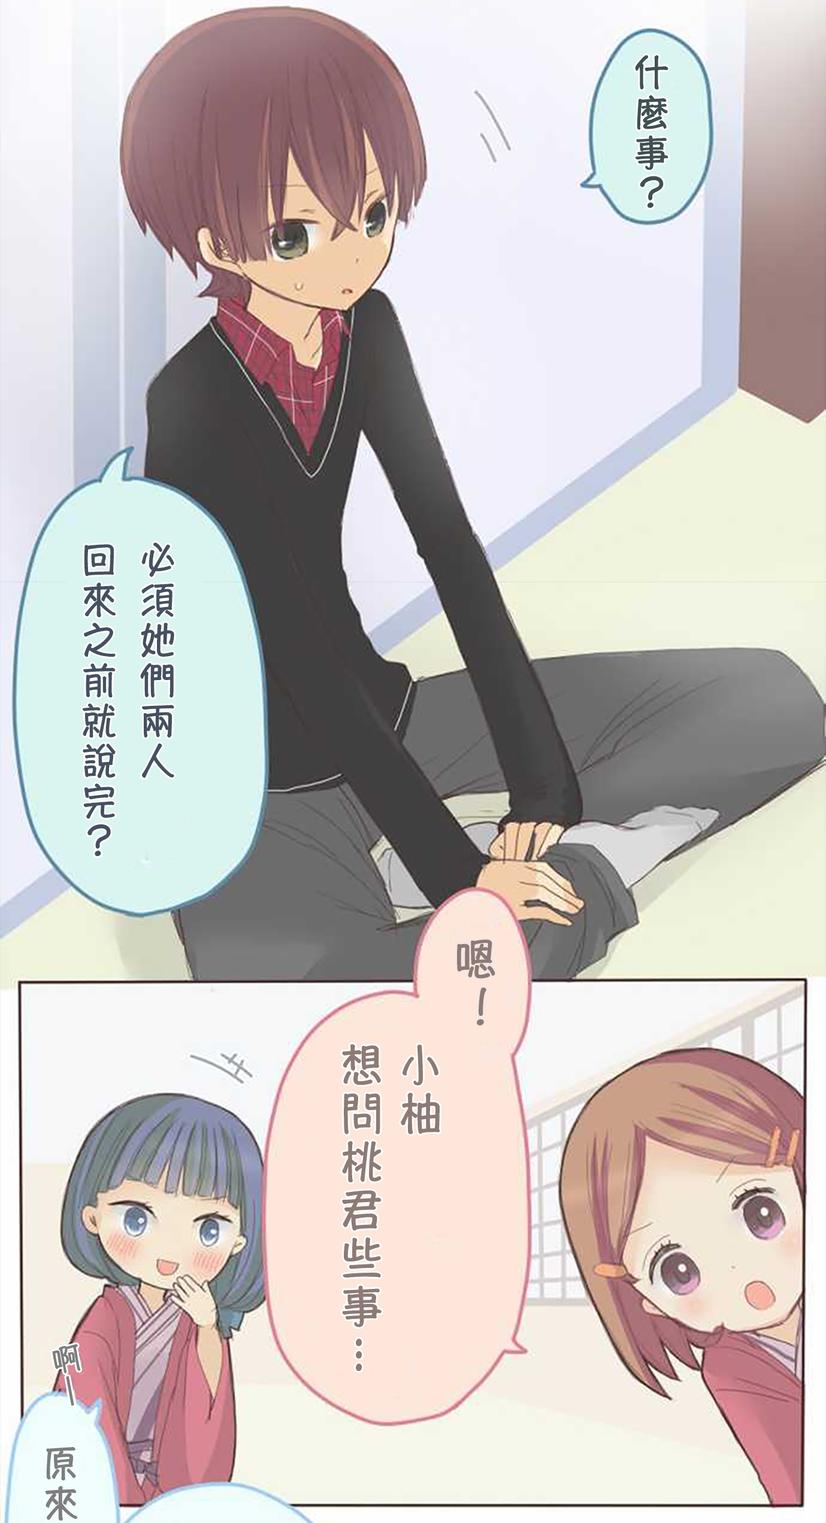 什麼事？
必須她們兩人
回來之前就說完？
嗯！
小柚
想問桃君些事…
啊—
原來